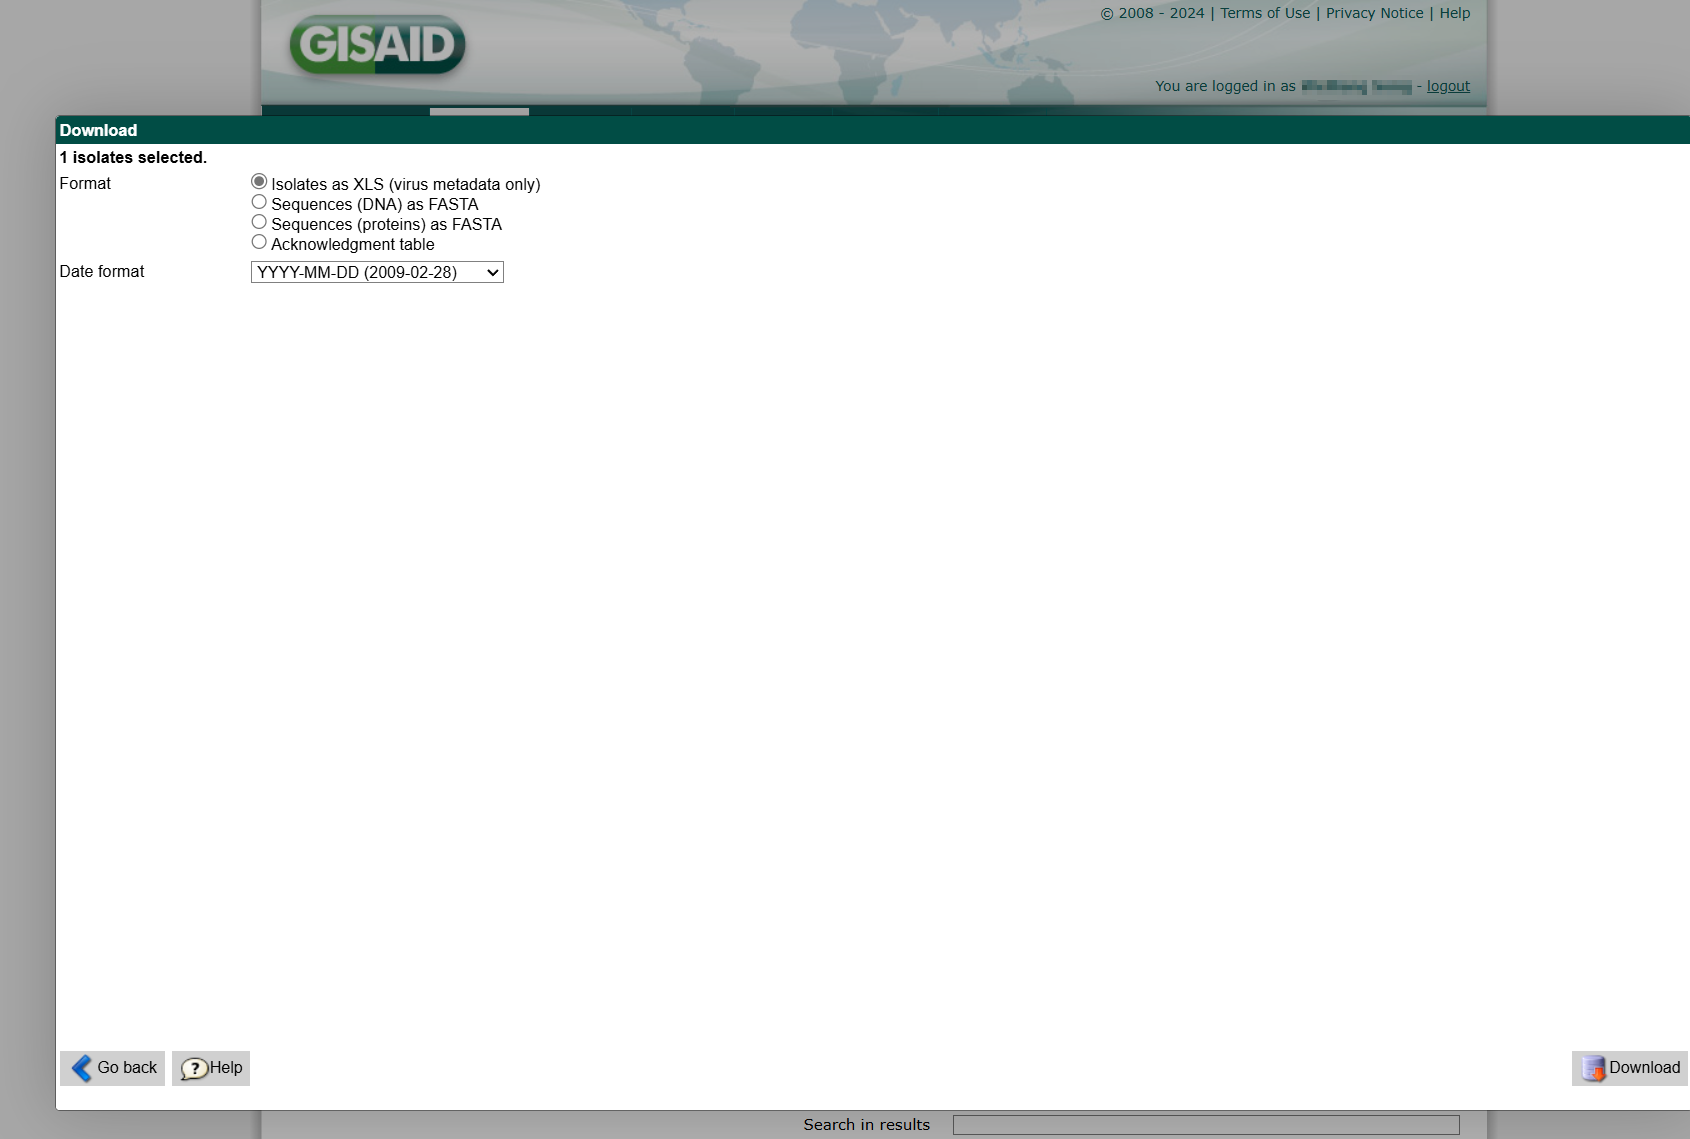 GISAID
© 2008 - 2024 | Terms of Use | Privacy Notice | Help
You are logged in as - logout
Download
1 isolates selected.
Format
Isolates as XLS (virus metadata only)
Sequences (DNA) as FASTA
Sequences (proteins) as FASTA
Acknowledgment table
Date format
YYYY-MM-DD (2009-02-28)
Go back
Help
Download
Search in results